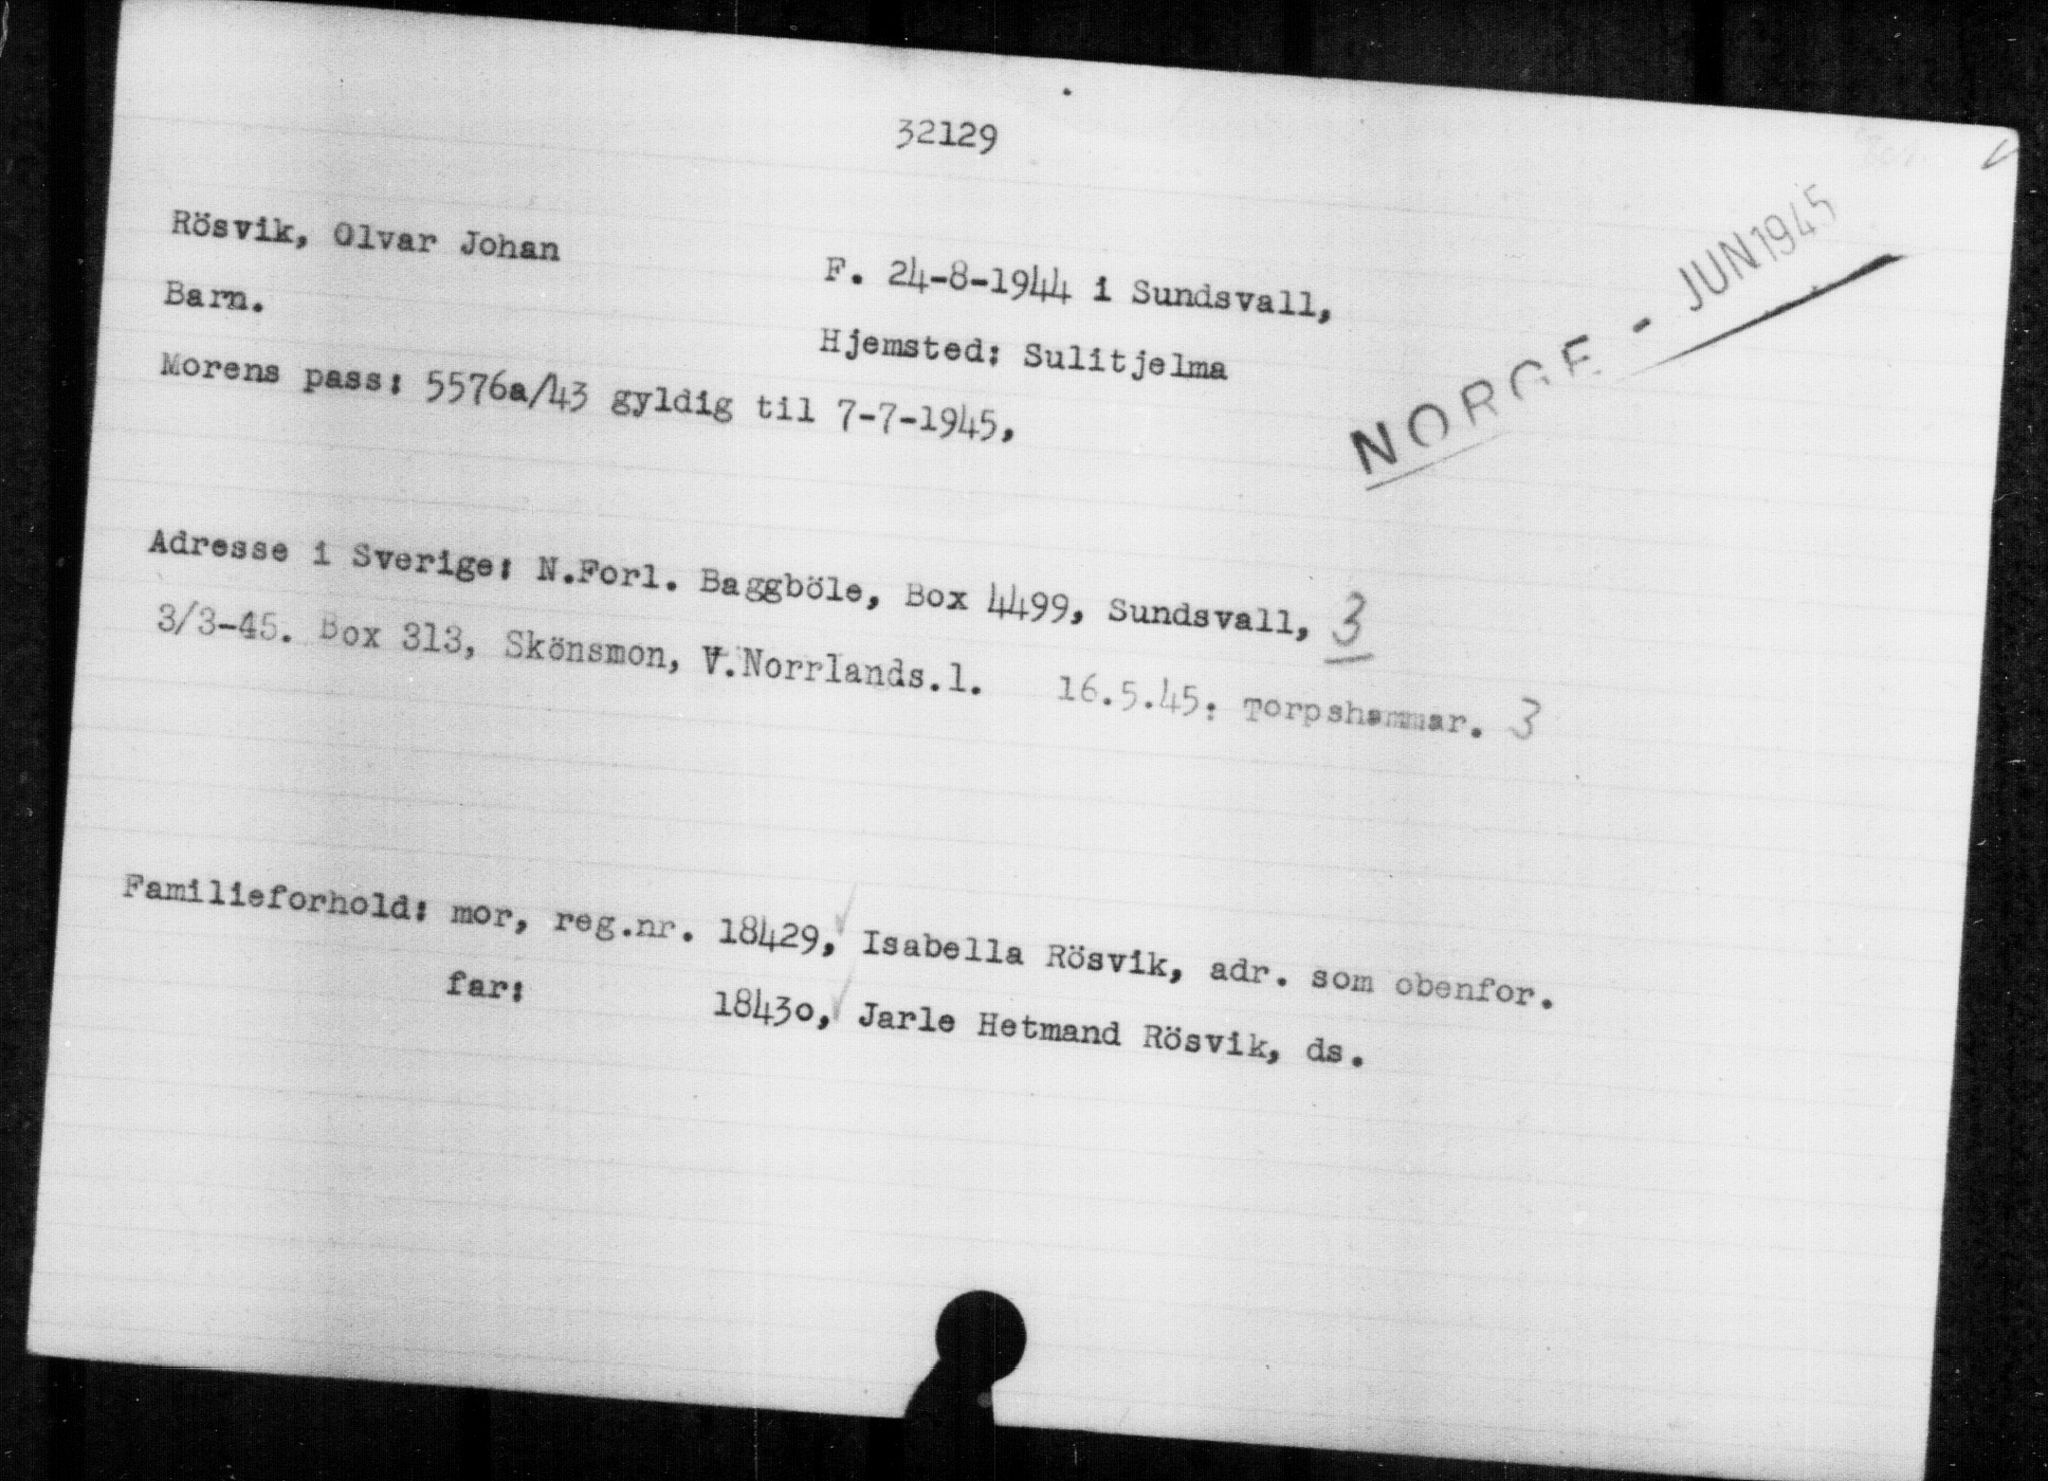 32129
Rösvik, Olvar Johan
F. 24-8-1944 i Sundsvall,
Barn.
Hjemsted: Sulitjelma
Morens pass: 5576a/43 gyldig til 7-7-1945,
NORGE - JUN 1945
Adresse i Sverige: N.Forl. Baggböle, Box 4499, Sundsvall, 3
3/3-45. Box 313, Skönsmon, V.Norrlands.l. 16.5.45: Torpshammar. 3
Familieforhold: mor, reg.nr. 18429, Isabella Rösvik, adr. som obenfor.
far: 18430, Jarle Hetmand Rösvik, ds.